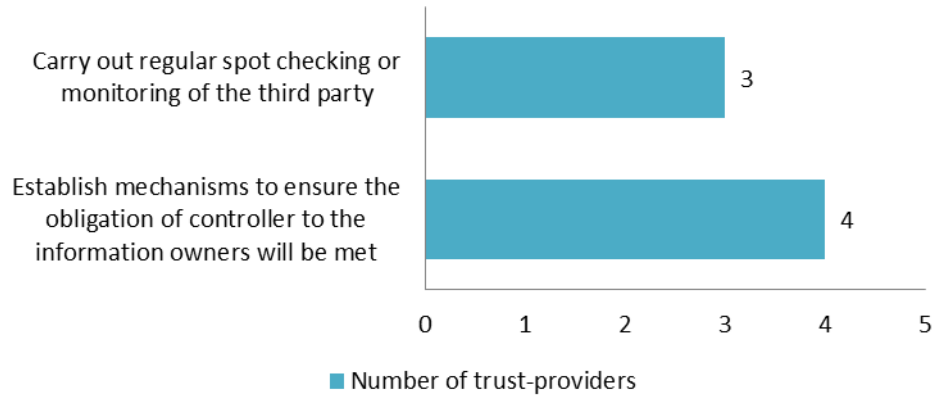 Carry out regular spot checking or
monitoring of the third party
3
Establish mechanisms to ensure the
obligation of controller to the
information owners will be met
4
0 1 2 3 4 5
Number of trust-providers